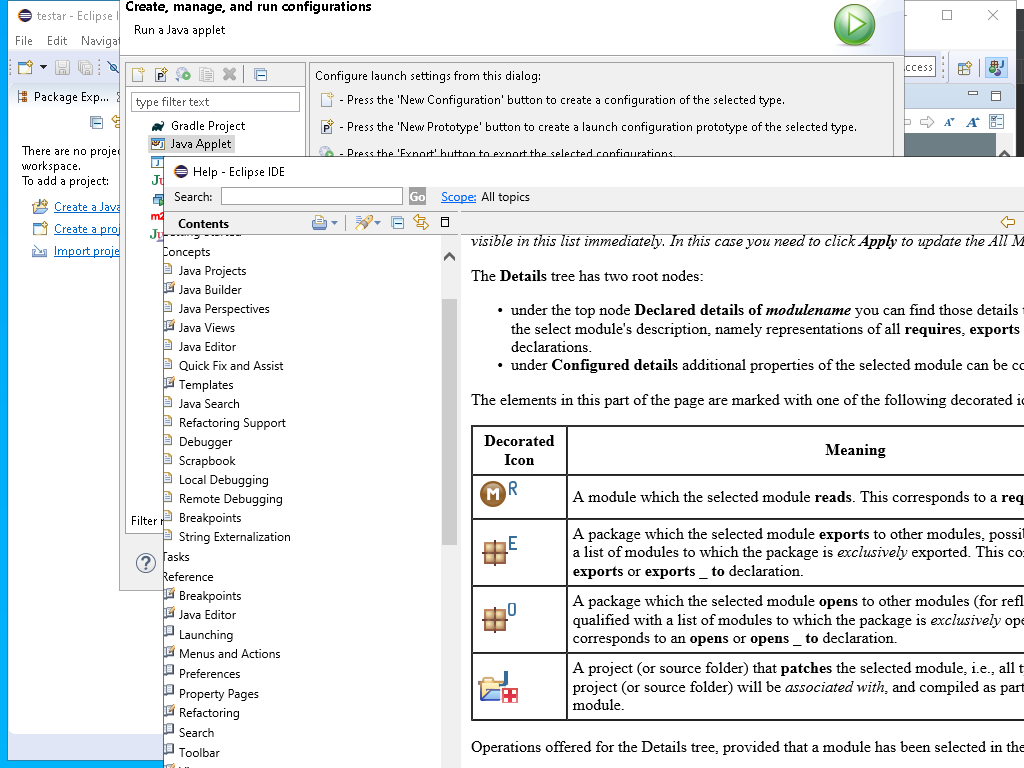 testar - Eclipse I
File Edit Navigat
Package Exp...
There are no projec
workspace.
To add a project:
Create a Java
Create a proj
Import proje
ccess
Create, manage, and run configurations
Run a Java applet
type filter text
Gradle Project
Java Applet
Ju
m2
Ju
Filter r
Configure launch settings from this dialog:
- Press the 'New Configuration' button to create a configuration of the selected type.
- Press the 'New Prototype' button to create a launch configuration prototype of the selected type.
- Press the 'Export' button to export the selected configurations.
Help - Eclipse IDE
Search:
Go
Scope: All topics
Contents
Getting Started
Concepts
Java Projects
Java Builder
Java Perspectives
Java Views
Java Editor
Quick Fix and Assist
Templates
Java Search
Refactoring Support
Debugger
Scrapbook
Local Debugging
Remote Debugging
Breakpoints
String Externalization
Tasks
Reference
Breakpoints
Java Editor
Launching
Menus and Actions
Preferences
Property Pages
Refactoring
Search
Toolbar
visible in this list immediately. In this case you need to click Apply to update the All M
The Details tree has two root nodes:
• under the top node Declared details of modulename you can find those details t
the select module's description, namely representations of all requires, exports
declarations.
• under Configured details additional properties of the selected module can be co
The elements in this part of the page are marked with one of the following decorated ic
Decorated
Icon
Meaning
M R
A module which the selected module reads. This corresponds to a req
E
A package which the selected module exports to other modules, possib
a list of modules to which the package is exclusively exported. This cor
exports or exports _ to declaration.
O
A package which the selected module opens to other modules (for refle
qualified with a list of modules to which the package is exclusively ope
corresponds to an opens or opens _ to declaration.
A project (or source folder) that patches the selected module, i.e., all ty
project (or source folder) will be associated with, and compiled as part
module.
Operations offered for the Details tree, provided that a module has been selected in the